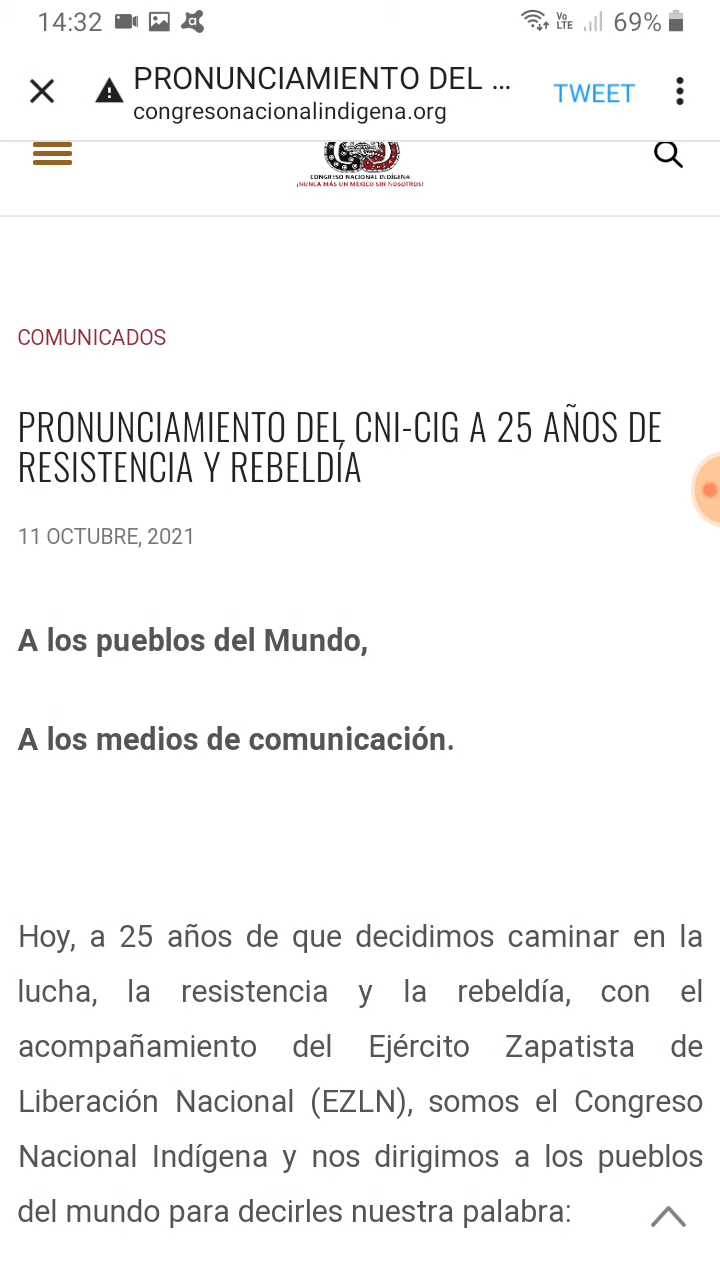 14:32 Vo LTE 69%
PRONUNCIAMIENTO DEL ...
congresonacionalindigena.org
TWEET
CONGRESO NACIONAL INDÍGENA
¡NUNCA MÁS UN MÉXICO SIN NOSOTROS!
COMUNICADOS
PRONUNCIAMIENTO DEL CNI-CIG A 25 AÑOS DE
RESISTENCIA Y REBELDÍA
11 OCTUBRE, 2021
A los pueblos del Mundo,
A los medios de comunicación.
Hoy, a 25 años de que decidimos caminar en la
lucha, la resistencia y la rebeldía, con el
acompañamiento del Ejército Zapatista de
Liberación Nacional (EZLN), somos el Congreso
Nacional Indígena y nos dirigimos a los pueblos
del mundo para decirles nuestra palabra: